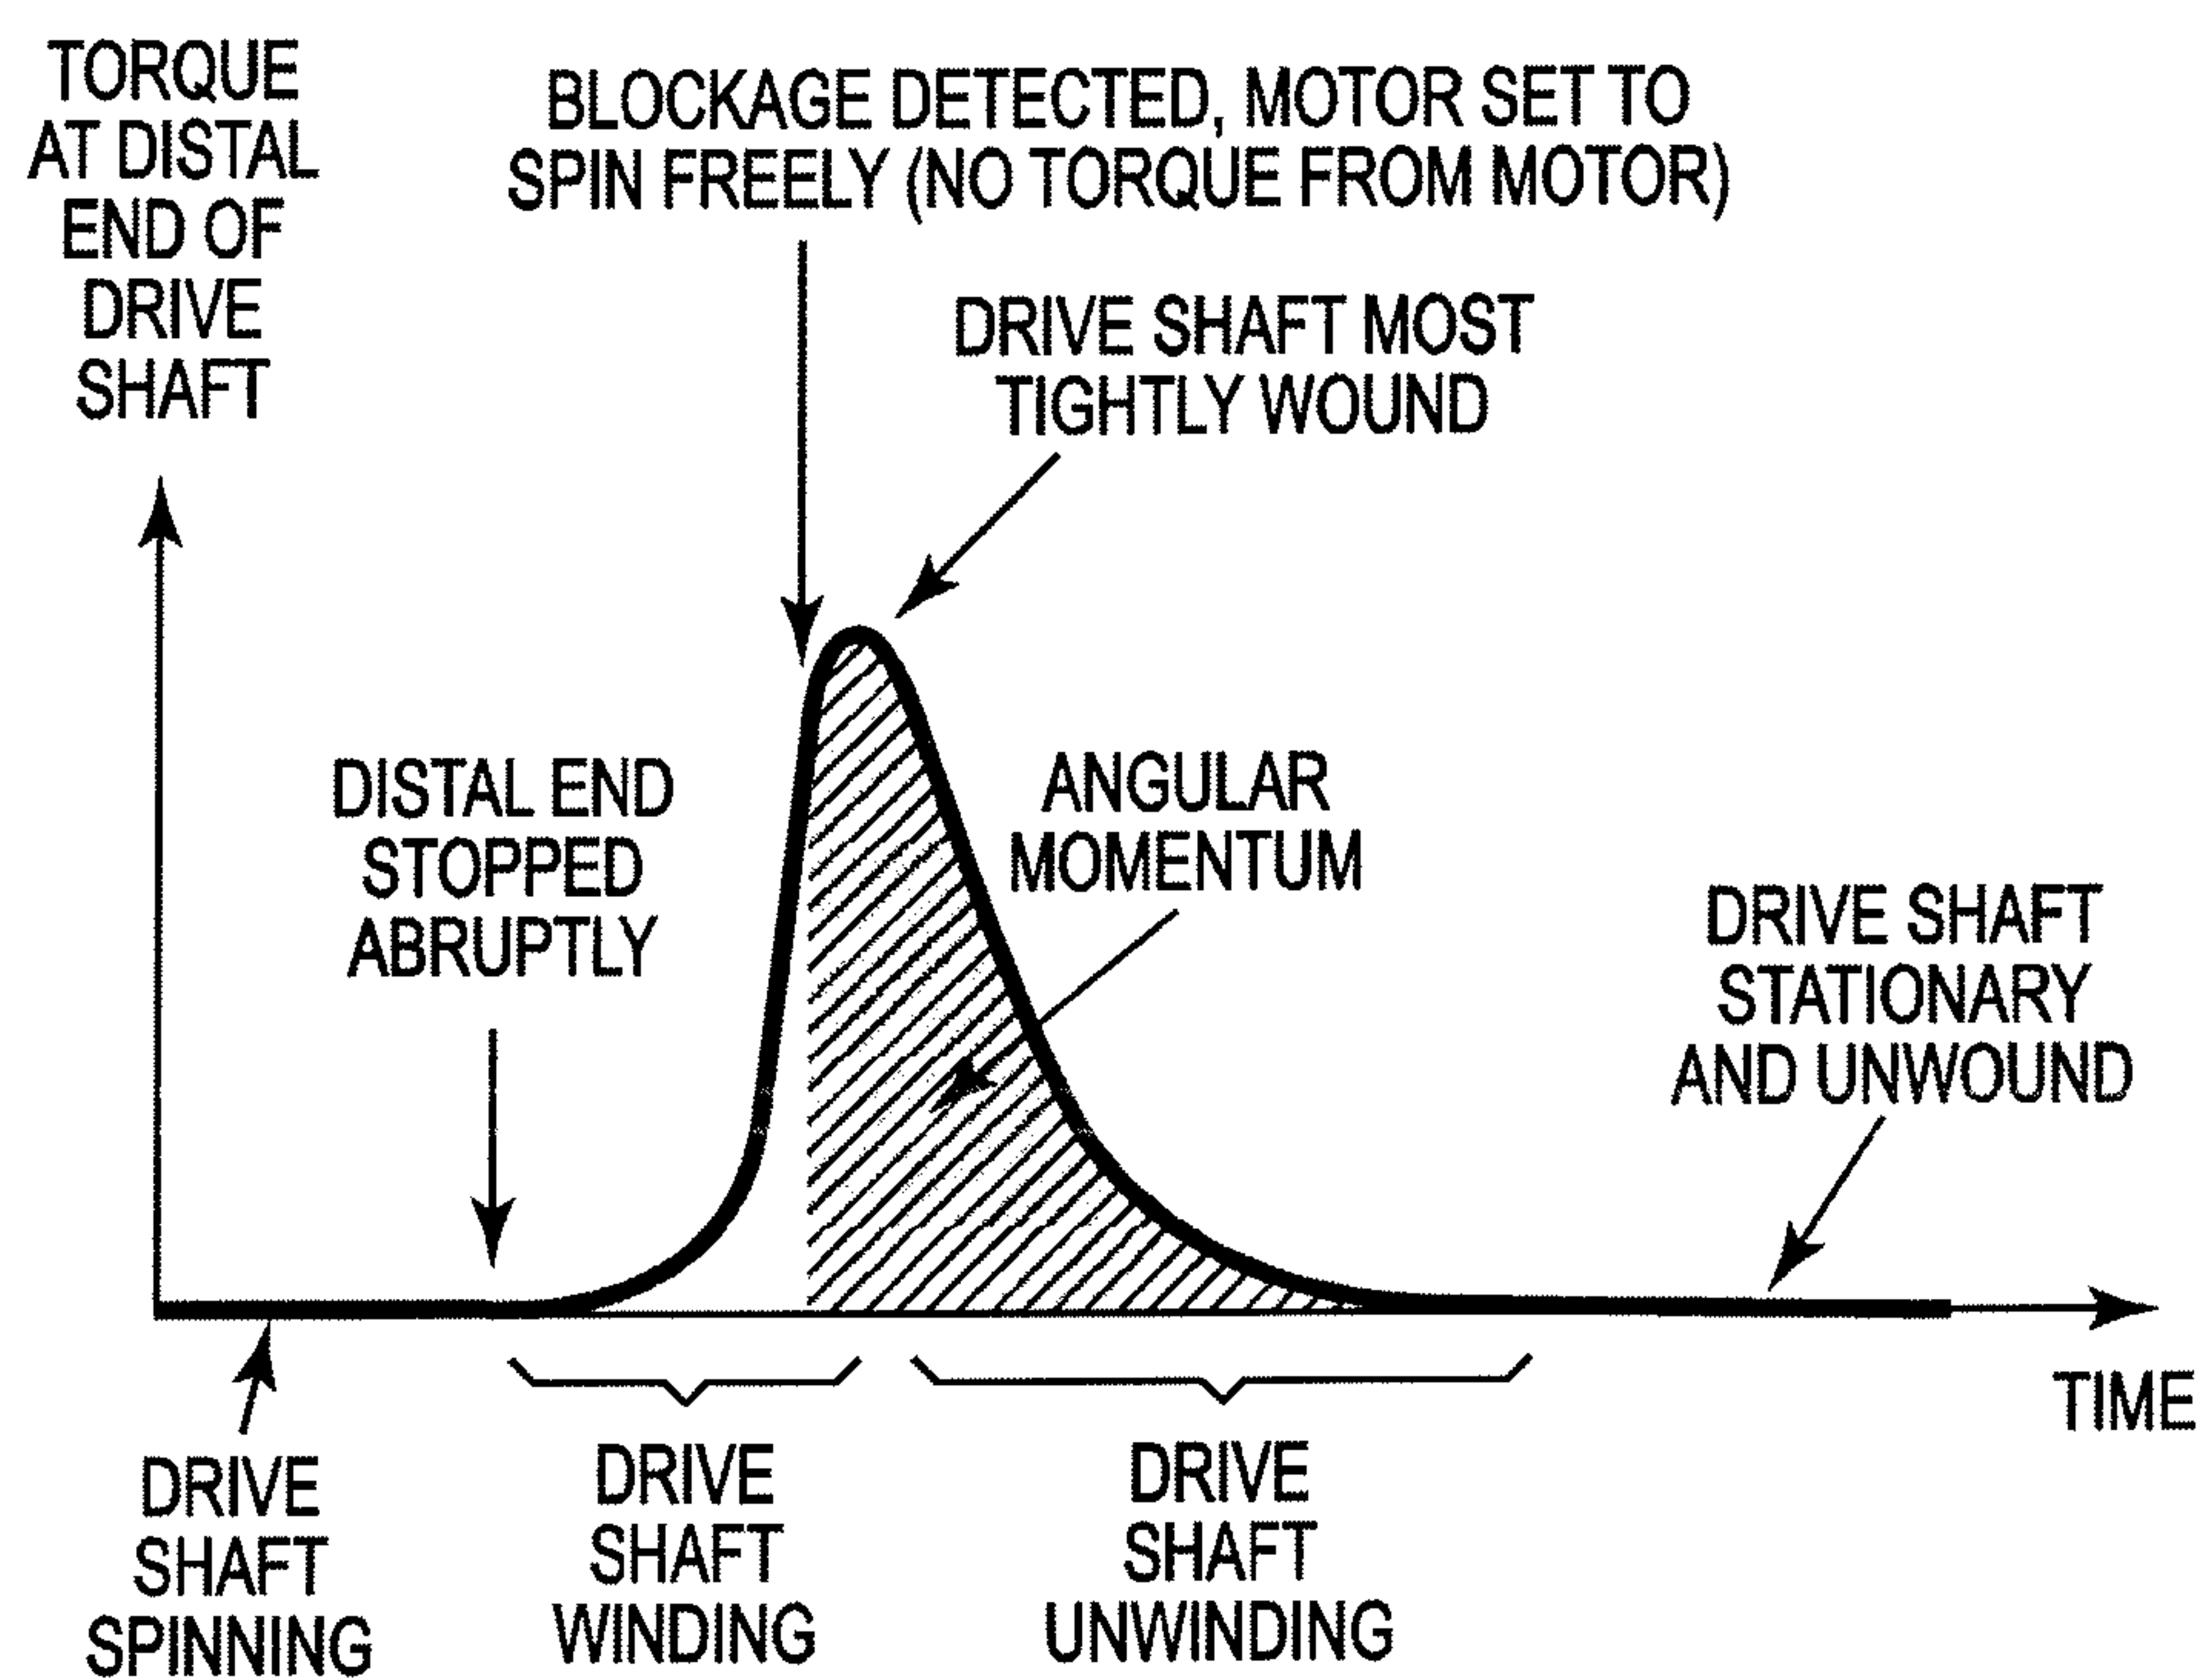 TORQUE
AT DISTAL
END OF
DRIVE
SHAFT
BLOCKAGE DETECTED, MOTOR SET TO
SPIN FREELY (NO TORQUE FROM MOTOR)
DRIVE SHAFT MOST
TIGHTLY WOUND
DISTAL END
STOPPED
ABRUPTLY
ANGULAR
MOMENTUM
DRIVE SHAFT
STATIONARY
AND UNWOUND
TIME
DRIVE
SHAFT
SPINNING
DRIVE
SHAFT
WINDING
DRIVE
SHAFT
UNWINDING